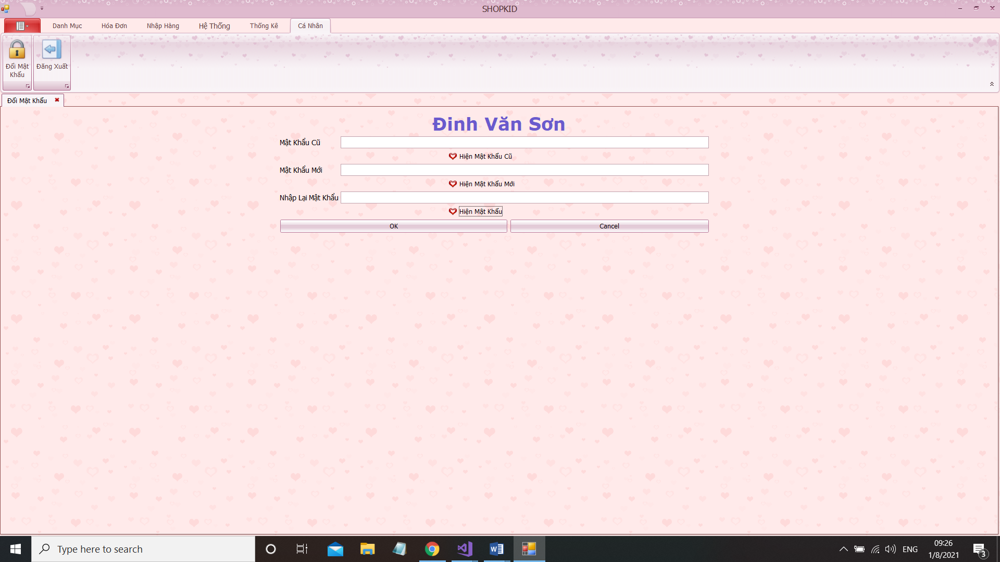 SHOPKID
Danh Mục Hóa Đơn Nhập Hàng Hệ Thống Thống Kê Cá Nhân
Đổi Mật
Khẩu
Đăng Xuất
Đổi Mật Khẩu
Đinh Văn Sơn
Mật Khẩu Cũ
Hiện Mật Khẩu Cũ
Mật Khẩu Mới
Hiện Mật Khẩu Mới
Nhập Lại Mật Khẩu
Hiện Mật Khẩu
OK Cancel
Type here to search
ENG
09:26
1/8/2021
3